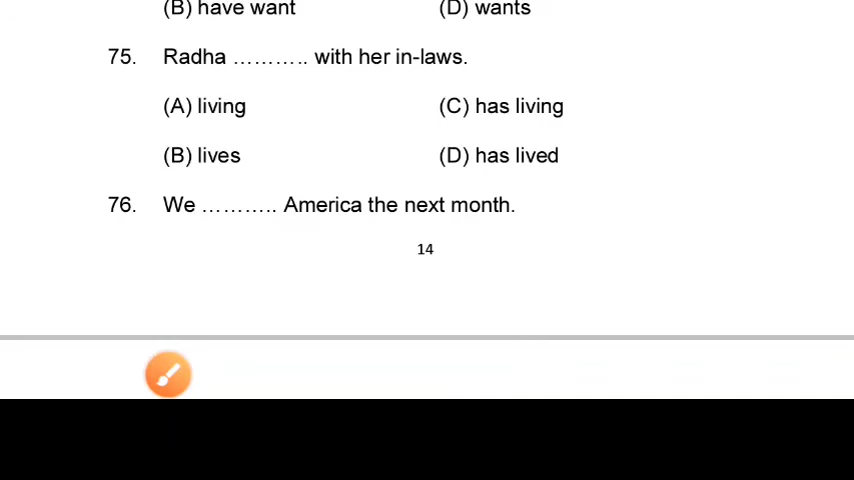 (B) have want (D) wants
75. Radha ……….. with her in-laws.
(A) living (C) has living
(B) lives (D) has lived
76. We ……….. America the next month.
14